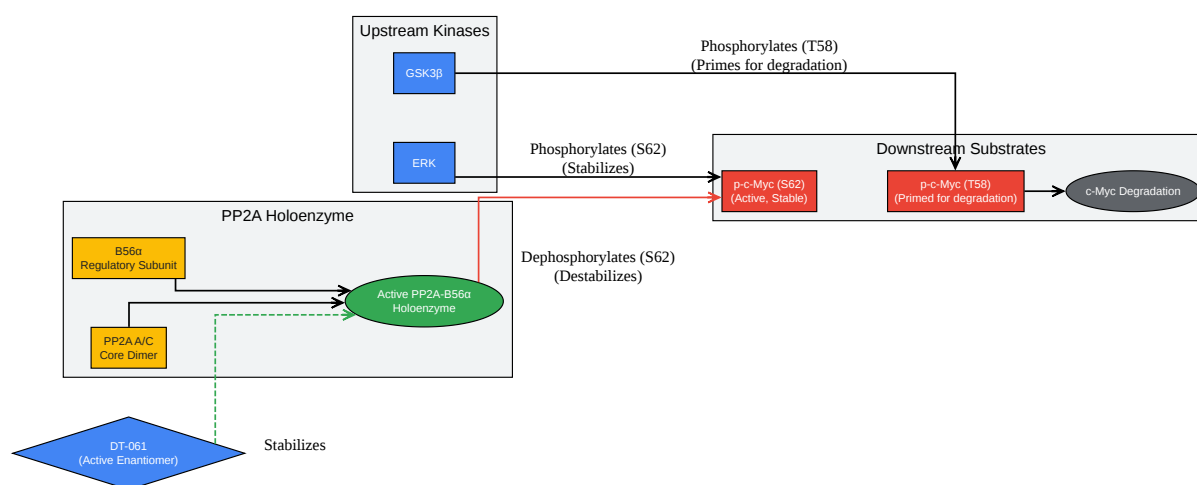 Upstream Kinases
GSK3β
Phosphorylates (T58)
(Primes for degradation)
ERK
Phosphorylates (S62)
(Stabilizes)
Downstream Substrates
p-c-Myc (S62)
(Active, Stable)
p-c-Myc (T58)
(Primed for degradation)
c-Myc Degradation
PP2A Holoenzyme
B56α
Regulatory Subunit
Dephosphorylates (S62)
(Destabilizes)
Active PP2A-B56α
Holoenzyme
PP2A A/C
Core Dimer
DT-061
(Active Enantiomer)
Stabilizes